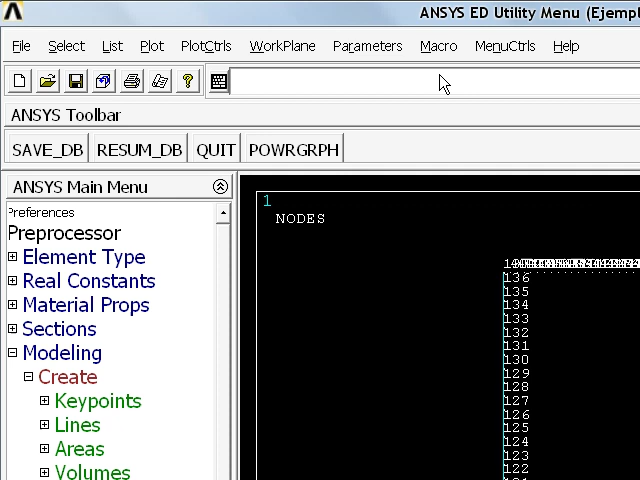 ANSYS ED Utility Menu (Ejempl
File Select List Plot PlotCtrls WorkPlane Parameters Macro MenuCtrls Help
ANSYS Toolbar
SAVE_DB RESUM_DB QUIT POWRGRPH
ANSYS Main Menu
Preferences
Preprocessor
Element Type
Real Constants
Material Props
Sections
Modeling
Create
Keypoints
Lines
Areas
Volumes
1
NODES
136
135
134
133
132
131
130
129
128
127
126
125
124
123
122